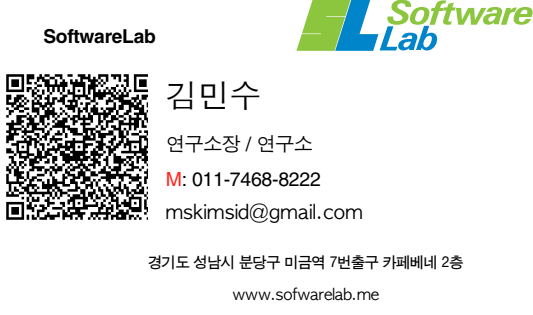 SoftwareLab
SL Software
Lab
김민수
연구소장 / 연구소
M: 011-7468-8222
mskimsid@gmail.com
경기도 성남시 분당구 미금역 7번출구 카페베네 2층
www.sofwarelab.me